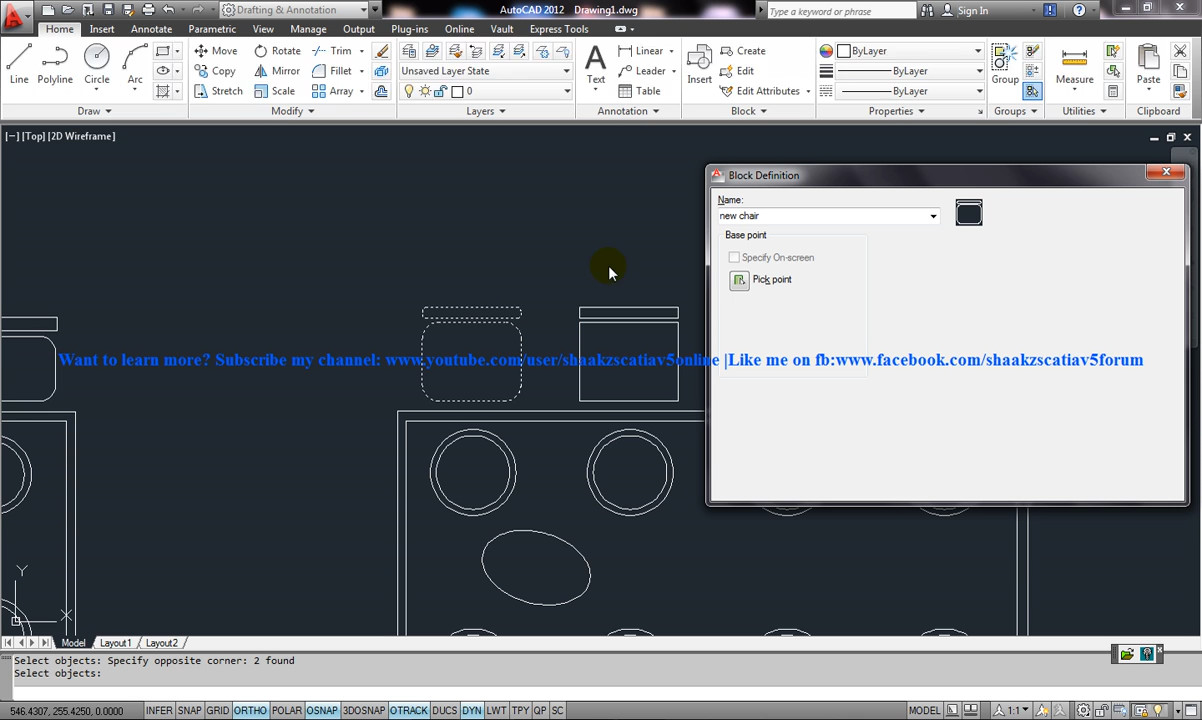 AutoCAD 2012 Drawing1.dwg
Drafting & Annotation
Type a keyword or phrase
Sign In
Home Insert Annotate Parametric View Manage Output Plug-ins Online Vault Express Tools
Line Polyline Circle Arc
Move Rotate Trim
Copy Mirror Fillet
Stretch Scale Array
Unsaved Layer State
0
Text
Linear
Leader
Table
Insert
Create
Edit
Edit Attributes
ByLayer
ByLayer
ByLayer
Group
Measure
Paste
Draw Modify Layers Annotation Block Properties Groups Utilities Clipboard
[−] [Top] [2D Wireframe]
Block Definition
Name:
new chair
Base point
Specify On-screen
Pick point
Want to learn more? Subscribe my channel: www.youtube.com/user/shaakzscatiav5online |Like me on fb:www.facebook.com/shaakzscatiav5forum
Y
X
Model Layout1 Layout2
Select objects: Specify opposite corner: 2 found
Select objects:
546.4307, 255.4250, 0.0000 INFER SNAP GRID ORTHO POLAR OSNAP 3DOSNAP OTRACK DUCS DYN LWT TPY QP SC MODEL 1:1